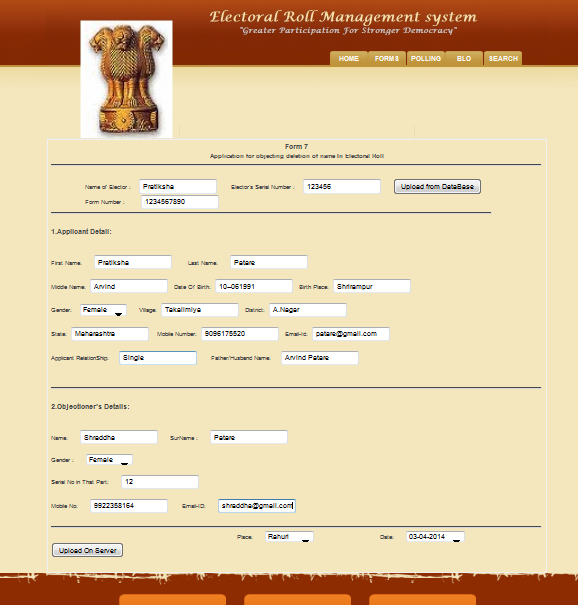 Electoral Roll Management system
"Greater Participation For Stronger Democracy"
HOME FORMS POLLING BLO SEARCH
Form 7
Application for objecting deletion of name in Electoral Roll
Name of Elector : Pratiksha Elector's Serial Number : 123456 Upload from DataBase
Form Number : 1234567890
1.Applicant Detail:
First Name: Pratiksha Last Name: Patare
Middle Name: Arvind Date Of Birth: 10--061991 Birth Place: Shrirampur
Gender: Female Village: Takalimiya District: A.Nagar
State: Maharashtra Mobile Number: 9096175520 Email-Id: patare@gmail.com
Applicant RelationShip: Single Father/Husband Name: Arvind Patare
2.Objectioner's Details:
Name: Shraddha SurName : Patare
Gender : Female
Serial No in That Part: 12
Mobile No: 9922358164 Email-ID: shraddha@gmail.com
Place: Rahuri Date: 03-04-2014
Upload On Server